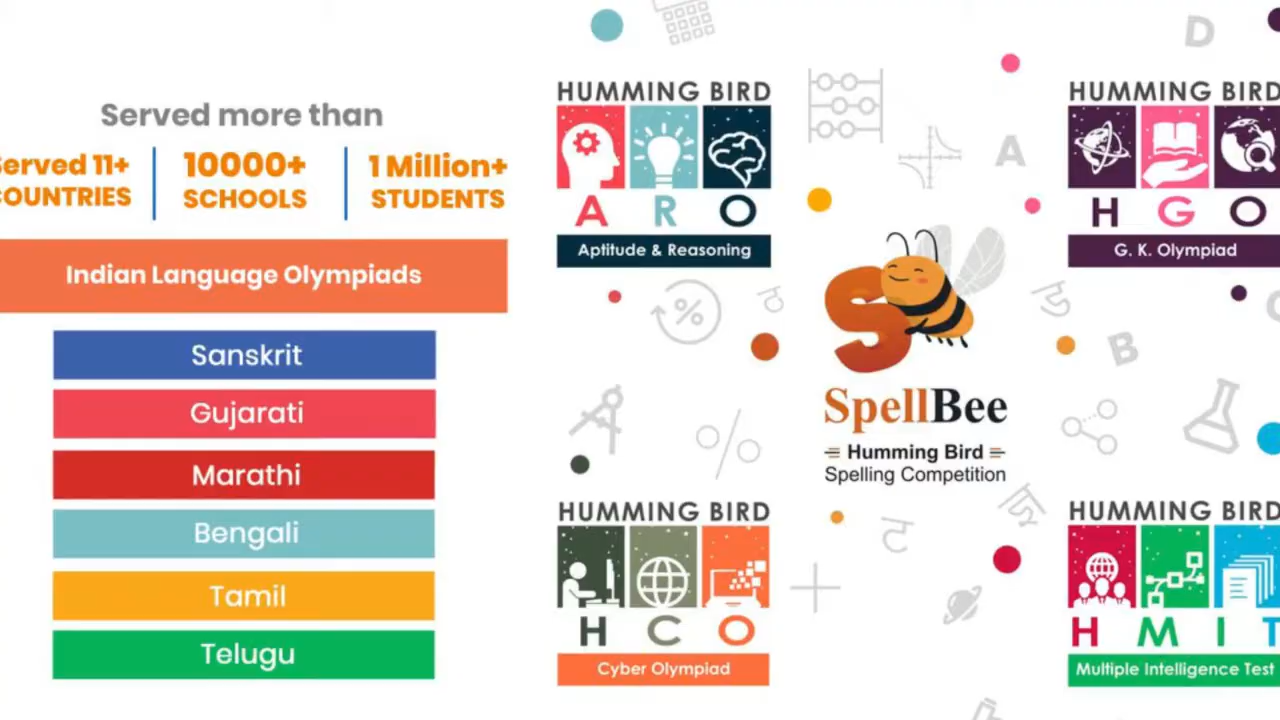 Served more than
Served 11+
COUNTRIES
10000+
SCHOOLS
1 Million+
STUDENTS
Indian Language Olympiads
Sanskrit
Gujarati
Marathi
Bengali
Tamil
Telugu
HUMMING BIRD
A R O
Aptitude & Reasoning
HUMMING BIRD
H G O
G. K. Olympiad
S
SpellBee
Humming Bird
Spelling Competition
HUMMING BIRD
H C O
Cyber Olympiad
HUMMING BIRD
H M I T
Multiple Intelligence Test
D
A
B